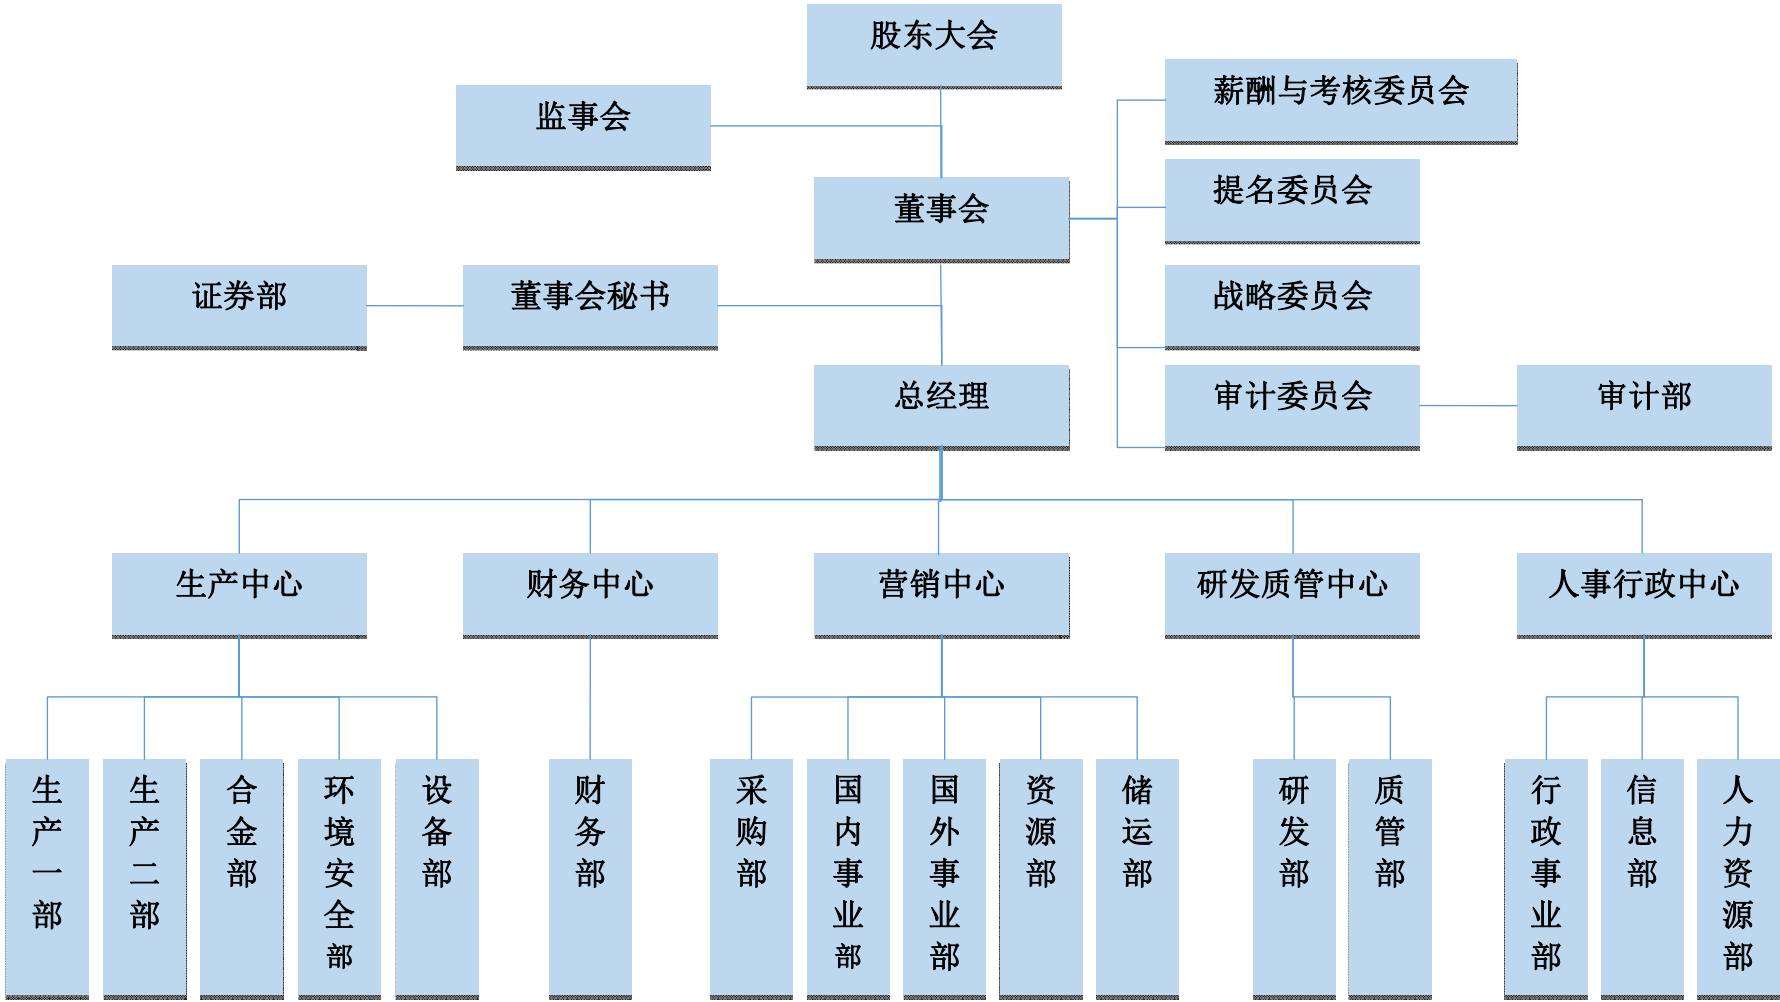 股东大会
监事会
薪酬与考核委员会
提名委员会
董事会
证券部
董事会秘书
战略委员会
总经理
审计委员会
审计部
生产中心
财务中心
营销中心
研发质管中心
人事行政中心
生产一部
生产二部
合金部
环境安全部
设备部
财务部
采购部
国内事业部
国外事业部
资源部
储运部
研发部
质管部
行政事业部
信息部
人力资源部